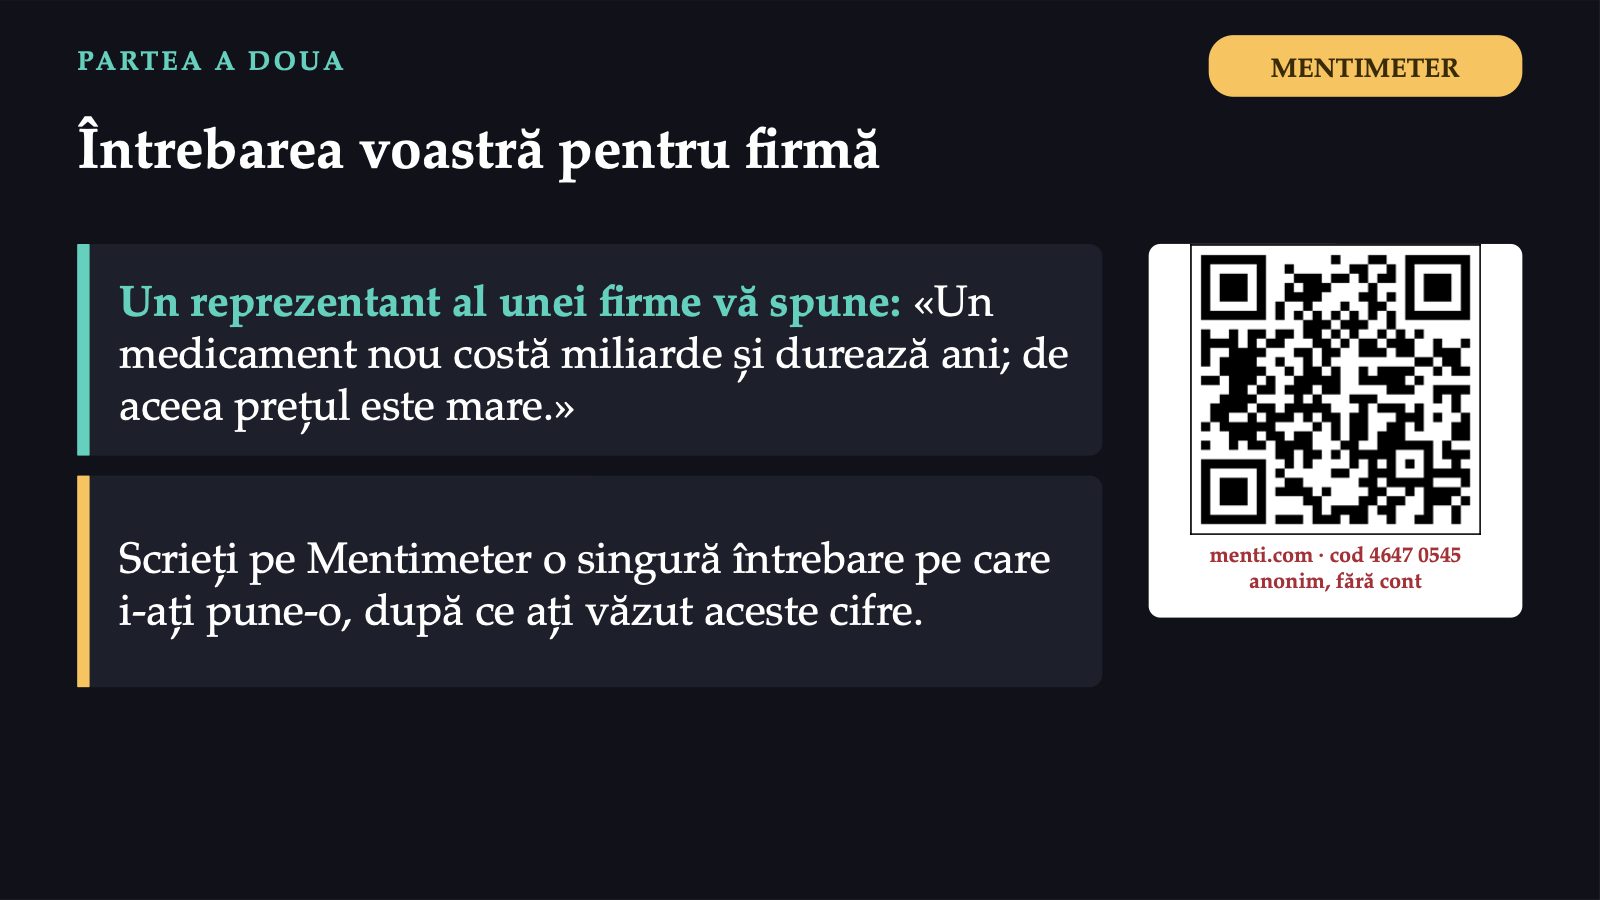 PARTEA A DOUA
MENTIMETER
Întrebarea voastră pentru firmă
Un reprezentant al unei firme vă spune: «Un
medicament nou costă miliarde și durează ani; de
aceea prețul este mare.»
Scrieți pe Mentimeter o singură întrebare pe care
i-ați pune-o, după ce ați văzut aceste cifre.
menti.com · cod 4647 0545
anonim, fără cont